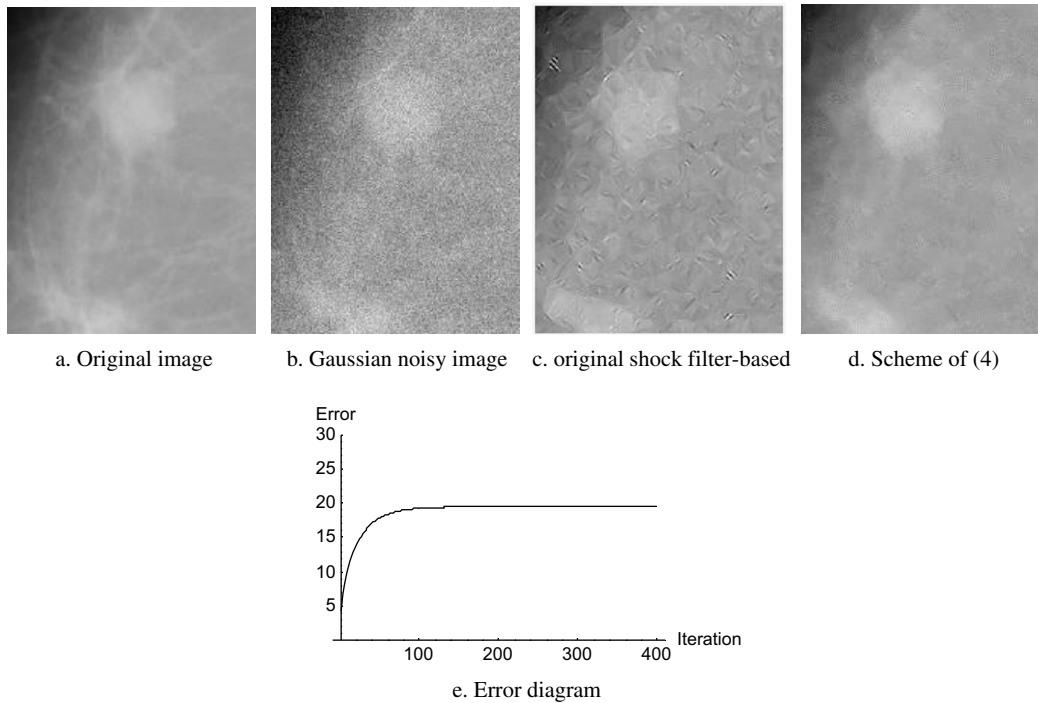 a. Original image
b. Gaussian noisy image
c. original shock filter-based
d. Scheme of (4)
Error
30
25
20
15
10
5
100
200
300
400
Iteration
e. Error diagram